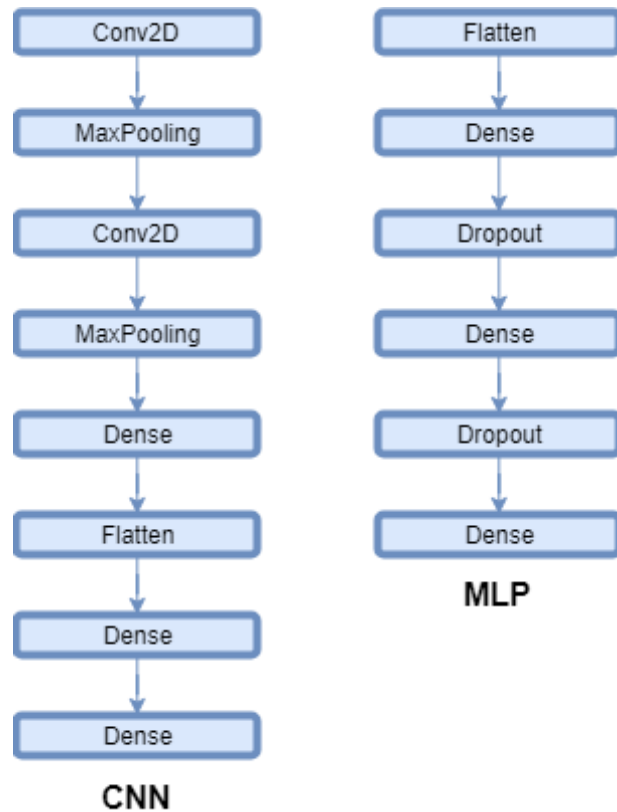 Conv2D
MaxPooling
Conv2D
MaxPooling
Dense
Flatten
Dense
Dense
CNN
Flatten
Dense
Dropout
Dense
Dropout
Dense
MLP